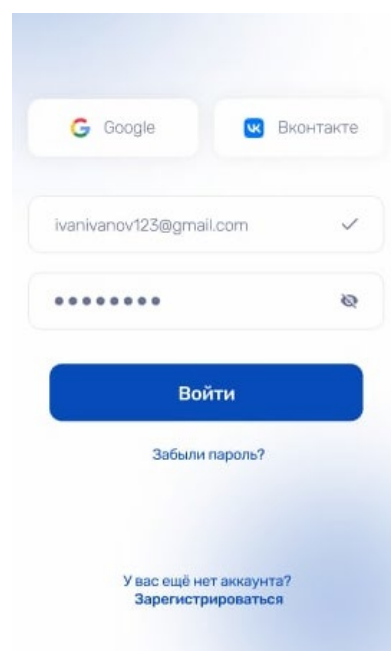 Google
Вконтакте
ivanivanov123@gmail.com
Войти
Забыли пароль?
У вас ещё нет аккаунта?
Зарегистрироваться